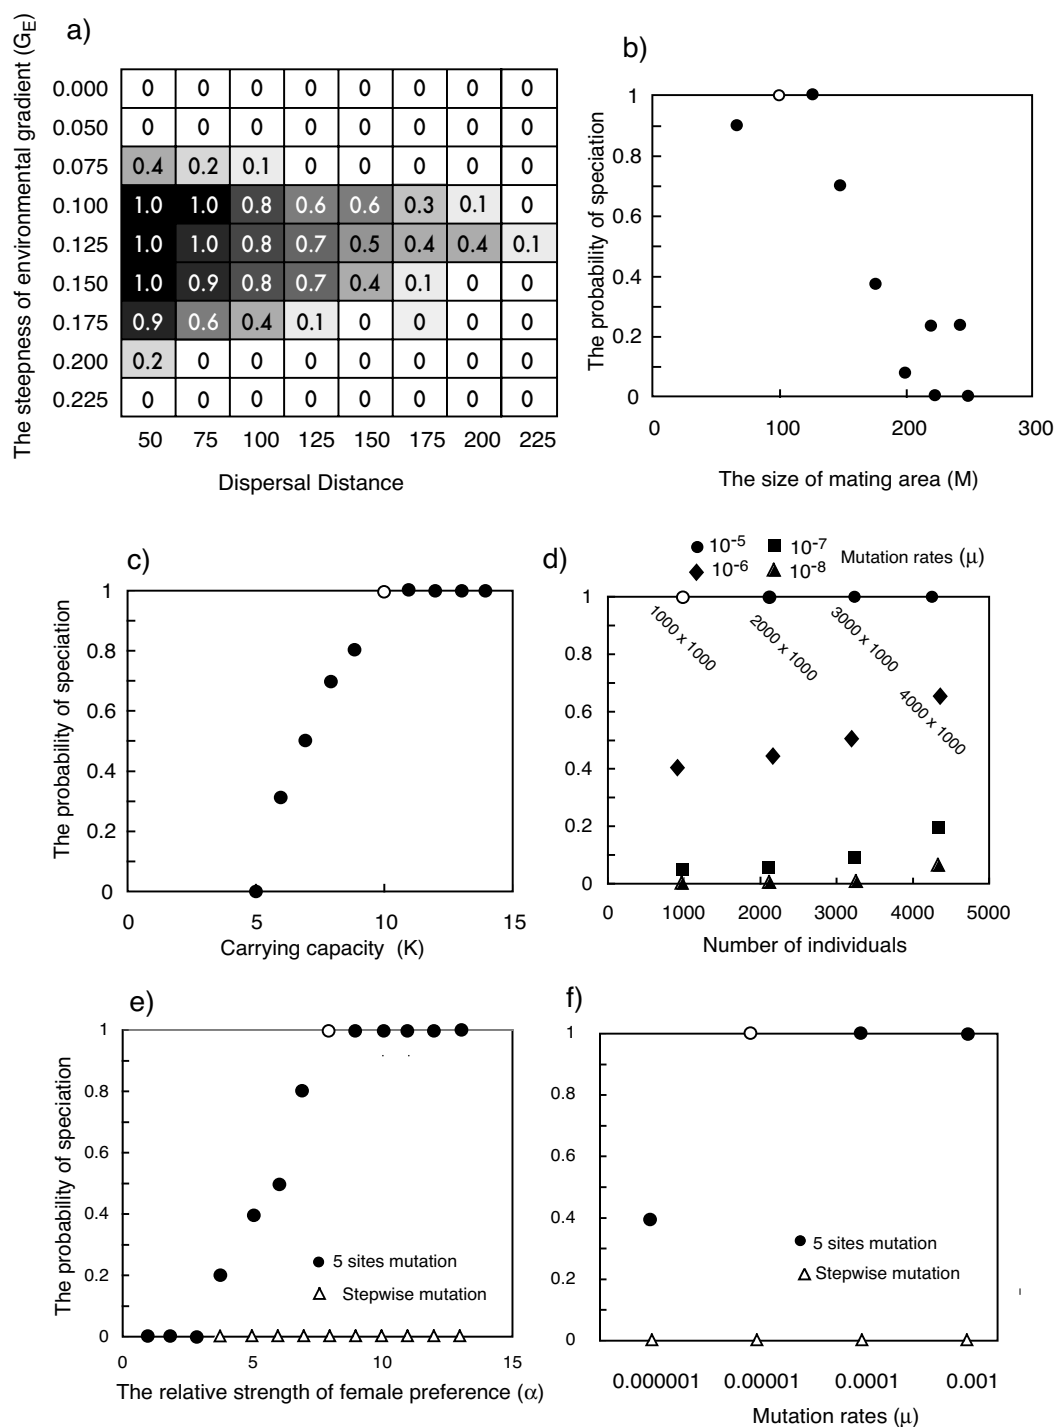 a)
The steepness of environmental gradient (GE)
0.000 0 0 0 0 0 0 0 0
0.050 0 0 0 0 0 0 0 0
0.075 0.4 0.2 0.1 0 0 0 0 0
0.100 1.0 1.0 0.8 0.6 0.6 0.3 0.1 0
0.125 1.0 1.0 0.8 0.7 0.5 0.4 0.4 0.1
0.150 1.0 0.9 0.8 0.7 0.4 0.1 0 0
0.175 0.9 0.6 0.4 0.1 0 0 0 0
0.200 0.2 0 0 0 0 0 0 0
0.225 0 0 0 0 0 0 0 0
50 75 100 125 150 175 200 225
Dispersal Distance
b)
The probability of speciation
1
0.8
0.6
0.4
0.2
0
0 100 200 300
The size of mating area (M)
c)
The probability of speciation
1
0.8
0.6
0.4
0.2
0
0 5 10 15
Carrying capacity (K)
d)
10-5 10-7 Mutation rates (μ)
10-6 10-8
1
0.8
0.6
0.4
0.2
0
1000 x 1000
2000 x 1000
3000 x 1000
4000 x 1000
0 1000 2000 3000 4000 5000
Number of individuals
e)
The probability of speciation
1
0.8
0.6
0.4
0.2
0
5 sites mutation
Stepwise mutation
0 5 10 15
The relative strength of female preference (α)
f)
1
0.8
0.6
0.4
0.2
0
5 sites mutation
Stepwise mutation
0.000001 0.00001 0.0001 0.001
Mutation rates (μ)